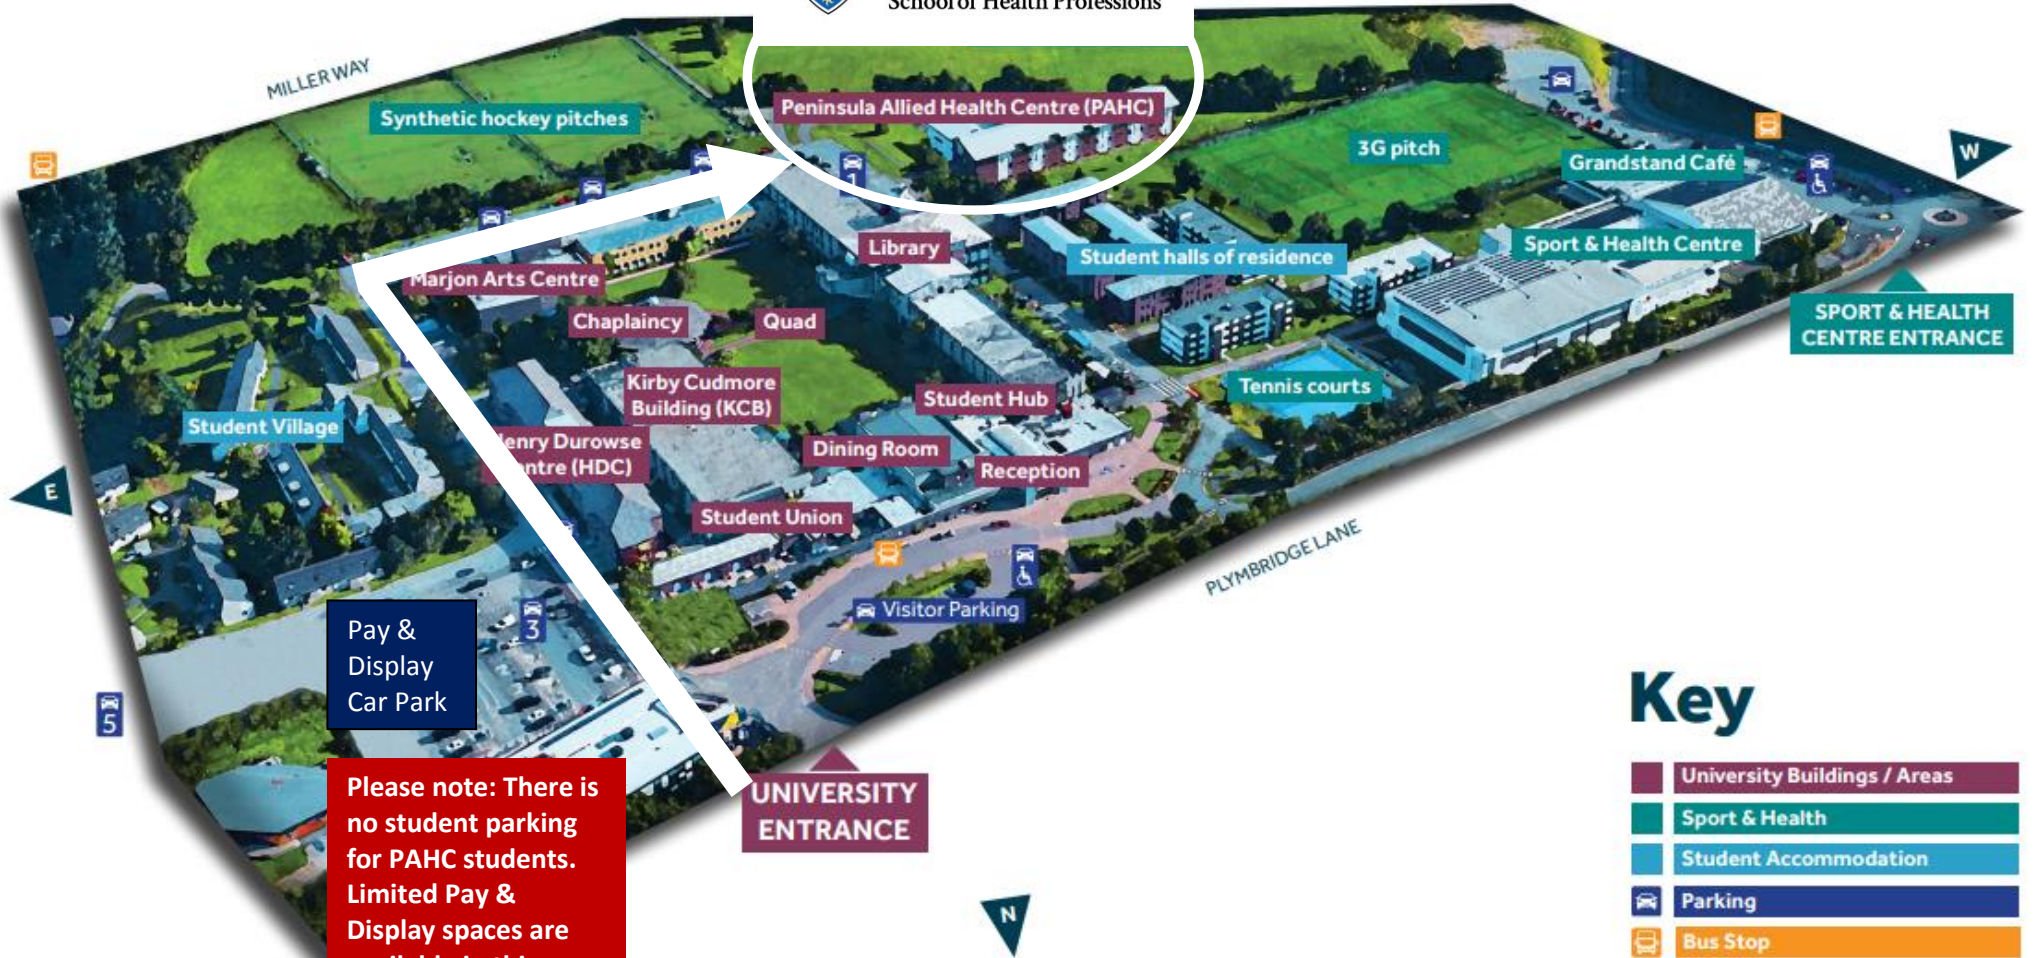 School of Health Professions
MILLER WAY
Synthetic hockey pitches
Peninsula Allied Health Centre (PAHC)
1
3G pitch
Grandstand Café
W
Library
Student halls of residence
Sport & Health Centre
Marjon Arts Centre
Chaplaincy
Quad
SPORT & HEALTH
CENTRE ENTRANCE
Kirby Cudmore
Building (KCB)
Student Hub
Tennis courts
Student Village
enry Durowse
ntre (HDC)
Dining Room
Reception
E
Student Union
PLYMBRIDGE LANE
Visitor Parking
3
Pay &
Display
Car Park
5
Please note: There is
no student parking
for PAHC students.
Limited Pay &
Display spaces are
UNIVERSITY
ENTRANCE
N
Key
University Buildings / Areas
Sport & Health
Student Accommodation
Parking
Bus Stop